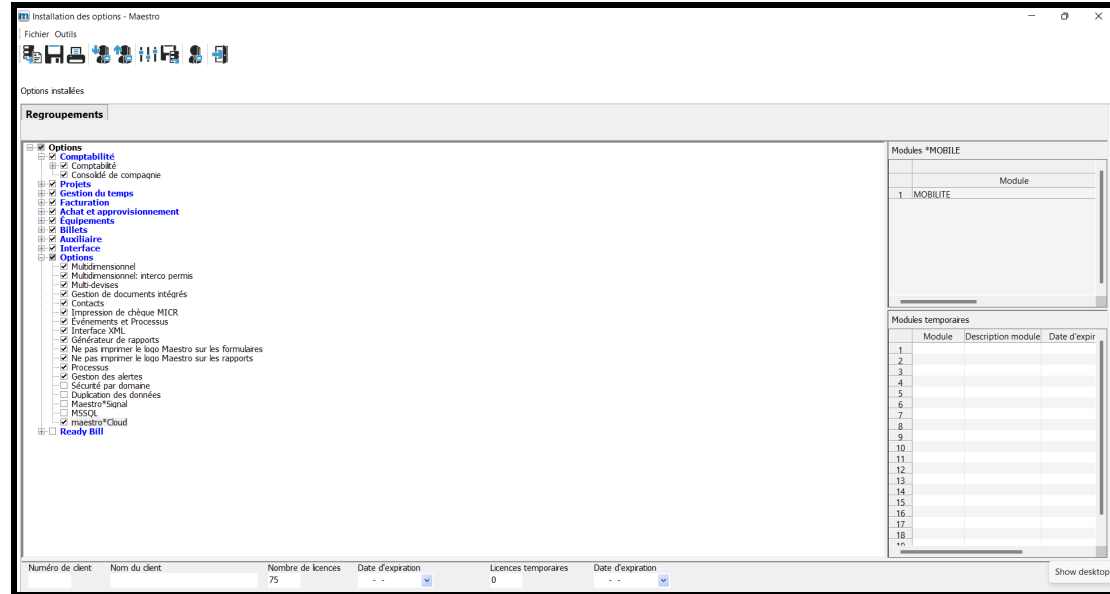 Installation des options - Maestro
Fichier Outils
Options installées
Regroupements
Options
Comptabilité
Comptabilité
Consolidé de compagnie
Projets
Gestion du temps
Facturation
Achat et approvisionnement
Équipements
Billets
Auxiliaire
Interface
Options
Multidimensionnel
Multidimensionnel: interco permis
Multi-devises
Gestion de documents intégrés
Contacts
Impression de chèque MICR
Événements et Processus
Interface XML
Générateur de rapports
Ne pas imprimer le logo Maestro sur les formulaires
Ne pas imprimer le logo Maestro sur les rapports
Processus
Gestion des alertes
Sécurité par domaine
Duplication des données
Maestro*Signal
MSSQL
maestro*Cloud
Ready Bill
Modules *MOBILE
Module
1 MOBILITE
Modules temporaires
Module Description module Date d'expir
1
2
3
4
5
6
7
8
9
10
11
12
13
14
15
16
17
18
19
Numéro de client Nom du client Nombre de licences Date d'expiration Licences temporaires Date d'expiration
75 - - 0 - -
Show desktop